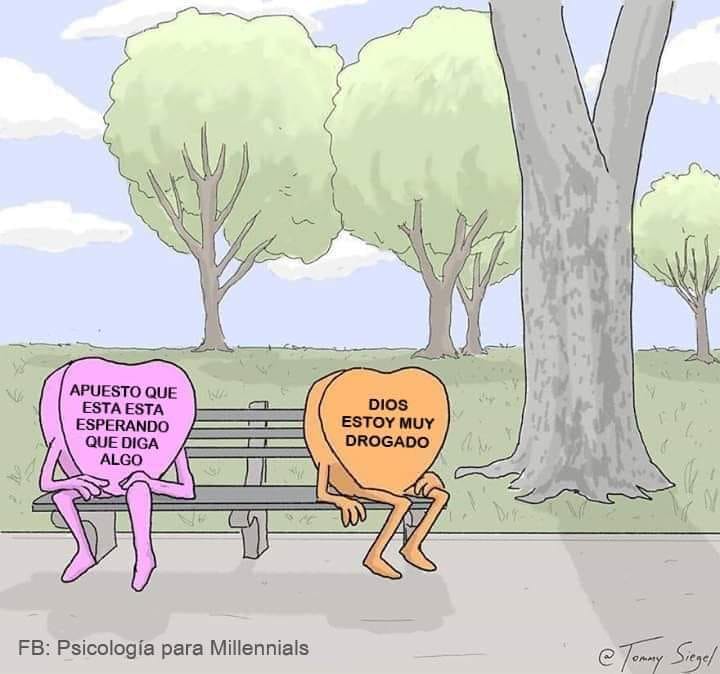 APUESTO QUE
ESTA ESTA
ESPERANDO
QUE DIGA
ALGO
DIOS
ESTOY MUY
DROGADO
FB: Psicología para Millennials
@ Tommy Siegel